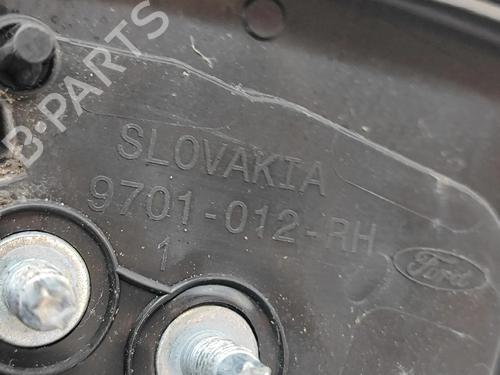 B-PARTS
SLOVAKIA
9701-012-RH
1
Ford